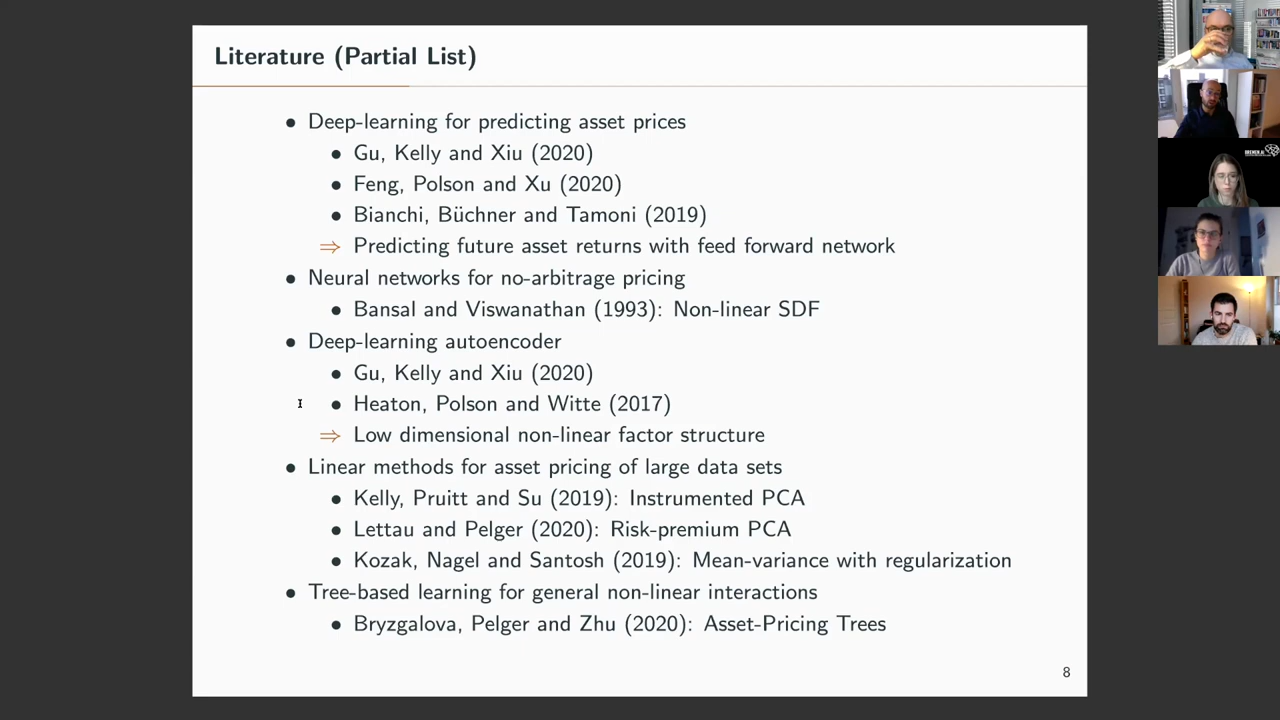 Literature (Partial List)
• Deep-learning for predicting asset prices
• Gu, Kelly and Xiu (2020)
• Feng, Polson and Xu (2020)
• Bianchi, Büchner and Tamoni (2019)
⇒ Predicting future asset returns with feed forward network
• Neural networks for no-arbitrage pricing
• Bansal and Viswanathan (1993): Non-linear SDF
• Deep-learning autoencoder
• Gu, Kelly and Xiu (2020)
• Heaton, Polson and Witte (2017)
⇒ Low dimensional non-linear factor structure
• Linear methods for asset pricing of large data sets
• Kelly, Pruitt and Su (2019): Instrumented PCA
• Lettau and Pelger (2020): Risk-premium PCA
• Kozak, Nagel and Santosh (2019): Mean-variance with regularization
• Tree-based learning for general non-linear interactions
• Bryzgalova, Pelger and Zhu (2020): Asset-Pricing Trees
8
BREMEN.AI